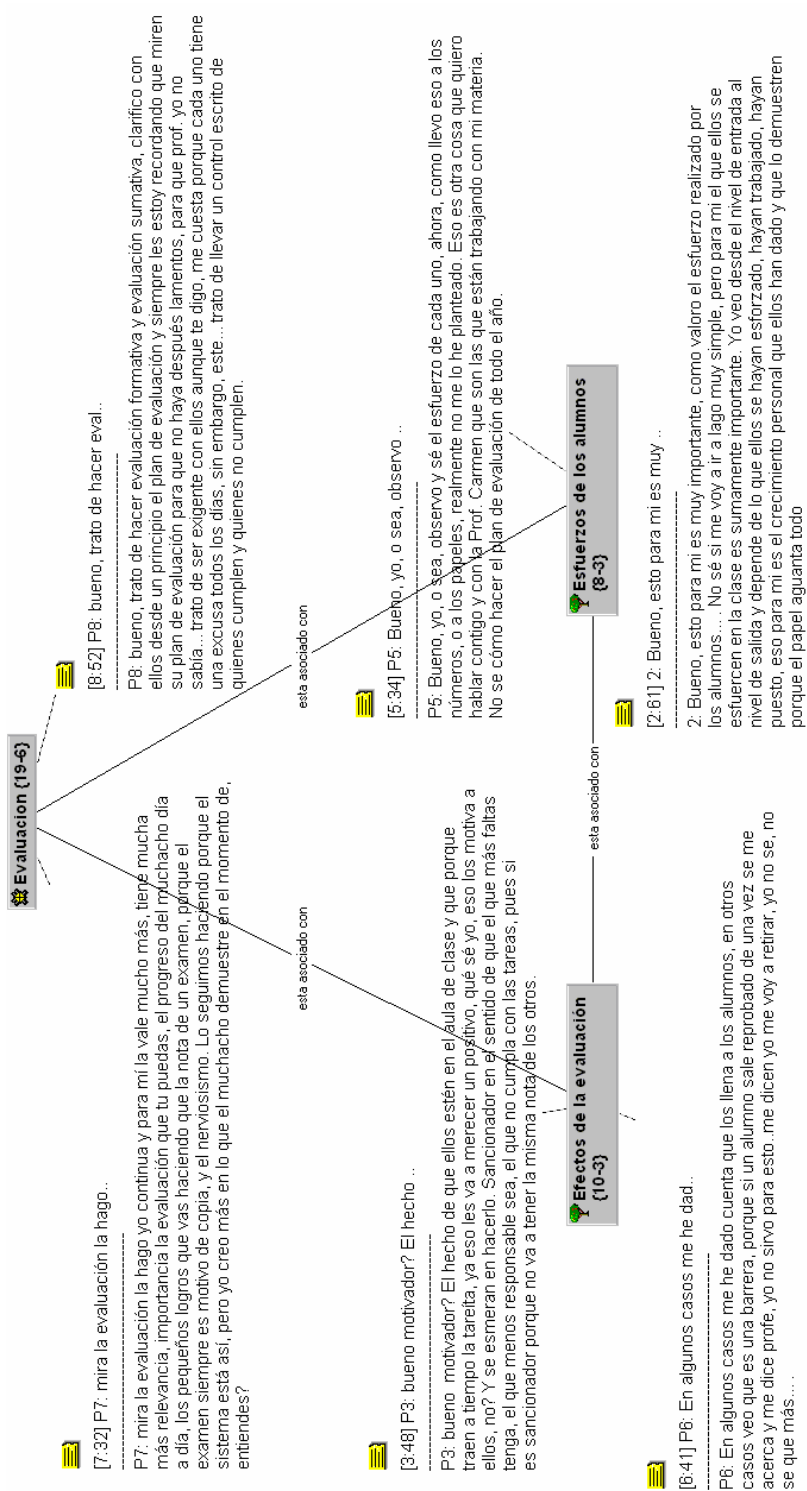 Evaluacion {19-6}
[7:32] P7: mira la evaluación la hago..
P7: mira la evaluación la hago yo continua y para mí la vale mucho más, tiene mucha
más relevancia, importancia la evaluación que tu puedas, el progreso del muchacho día
a día, los pequeños logros que vas haciendo que la nota de un examen, porque el
examen siempre es motivo de copia, y el nerviosismo. Lo seguimos haciendo porque el
sistema está así, pero yo creo más en lo que el muchacho demuestre en el momento de,
entiendes?
[8:52] P8: bueno, trato de hacer eval..
P8: bueno, trato de hacer evaluación formativa y evaluación sumativa, clarifico con
ellos desde un principio el plan de evaluación y siempre les estoy recordando que miren
su plan de evaluación para que no haya después lamentos, para que prof. yo no
sabía... trato de ser exigente con ellos aunque te digo, me cuesta porque cada uno tiene
una excusa todos los días, sin embargo, este... trato de llevar un control escrito de
quienes cumplen y quienes no cumplen.
esta asociado con
esta asociado con
[3:48] P3: bueno motivador? El hecho ..
P3: bueno  motivador? El hecho de que ellos estén en el aula de clase y que porque
traen a tiempo la tareita, ya eso les va a merecer un positivo, qué sé yo, eso los motiva a
ellos, no? Y se esmeran en hacerlo. Sancionador en el sentido de que el que más faltas
tenga, el que menos responsable sea, el que no cumpla con las tareas, pues si
es sancionador porque no va a tener la misma nota de los otros.
[5:34] P5: Bueno, yo, o sea, observo ..
P5: Bueno, yo, o sea, observo y sé el esfuerzo de cada uno, ahora, como llevo eso a los
números, o a los papeles, realmente no me lo he planteado. Eso es otra cosa que quiero
hablar contigo y con la Prof. Carmen que son las que están trabajando con mi materia.
No se cómo hacer el plan de evaluación de todo el año.
Efectos de la evaluación
{10-3}
esta asociado con
Esfuerzos de los alumnos
{8-3}
[6:41] P6: En algunos casos me he dad..
P6: En algunos casos me he dado cuenta que los llena a los alumnos, en otros
casos veo que es una barrera, porque si un alumno sale reprobado de una vez se me
acerca y me dice profe, yo no sirvo para esto..me dicen yo me voy a retirar, yo no se, no
se que más... .
[2:61] 2: Bueno, esto para mi es muy ..
2: Bueno, esto para mi es muy importante, como valoro el esfuerzo realizado por
los alumnos... . No sé si me voy a ir a lago muy simple, pero para mi el que ellos se
esfuercen en la clase es sumamente importante. Yo veo desde el nivel de entrada al
nivel de salida y depende de lo que ellos se hayan esforzado, hayan trabajado, hayan
puesto, eso para mi es el crecimiento personal que ellos han dado y que lo demuestren
porque el papel aguanta todo